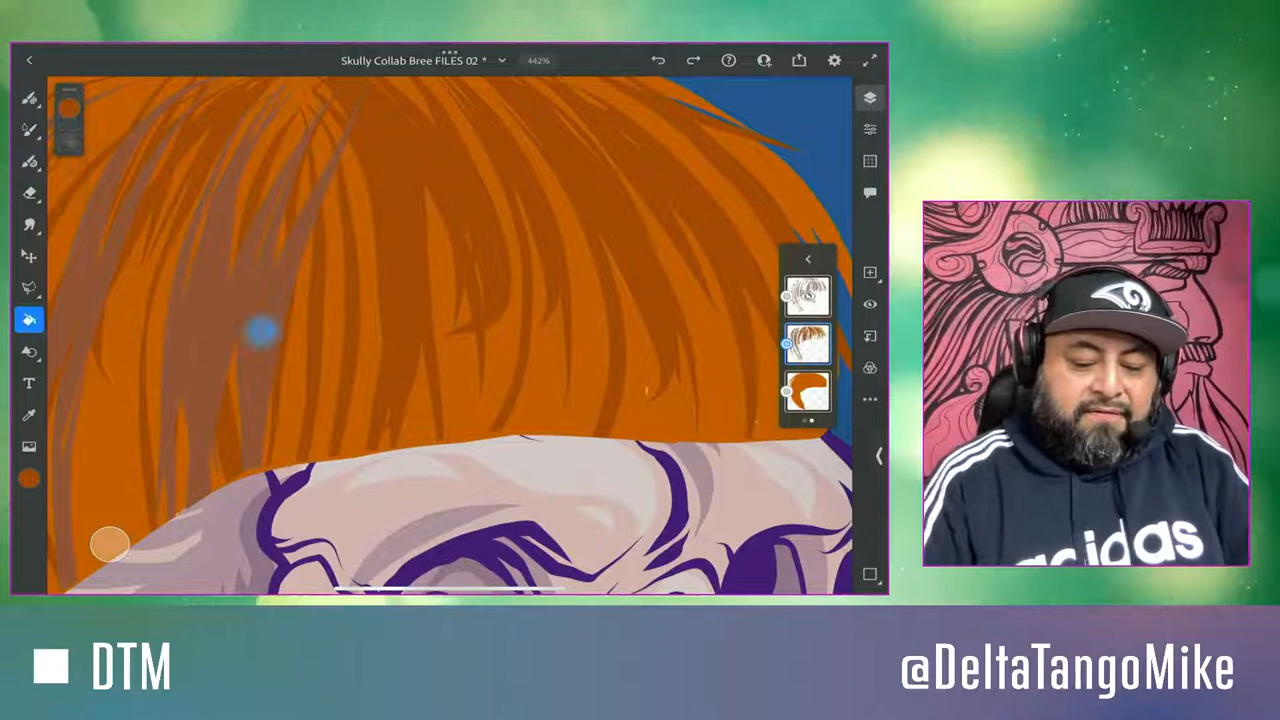 Skully Collab Bree FILES 02 *
442%
T
adidas
DTM
@DeltaTangoMike